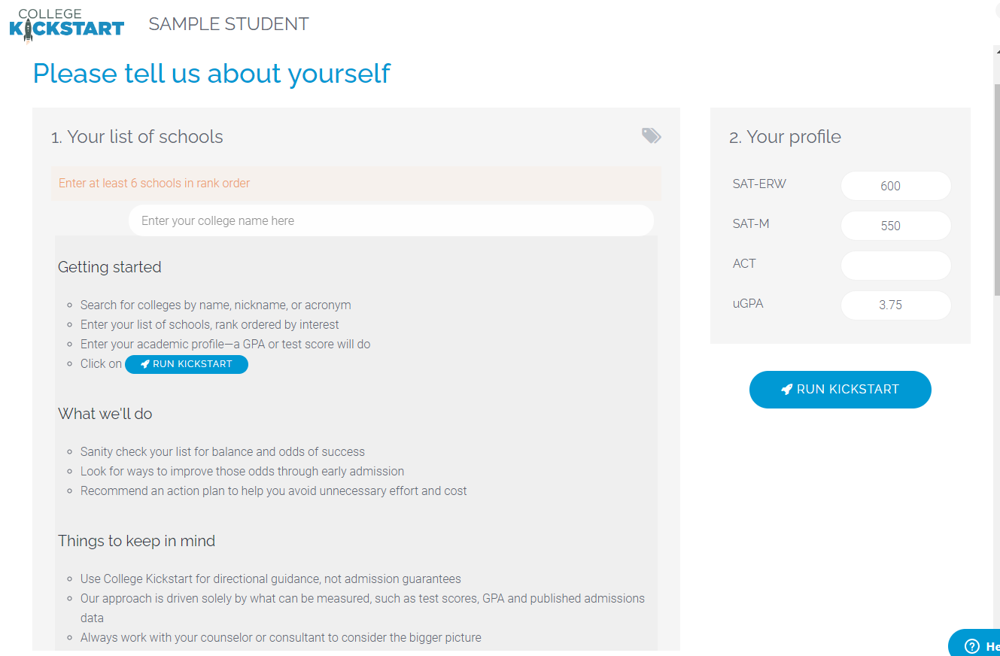 COLLEGE
KICKSTART
SAMPLE STUDENT
Please tell us about yourself
1. Your list of schools
Enter at least 6 schools in rank order
Enter your college name here
Getting started
Search for colleges by name, nickname, or acronym
Enter your list of schools, rank ordered by interest
Enter your academic profile—a GPA or test score will do
Click on RUN KICKSTART
What we'll do
Sanity check your list for balance and odds of success
Look for ways to improve those odds through early admission
Recommend an action plan to help you avoid unnecessary effort and cost
Things to keep in mind
Use College Kickstart for directional guidance, not admission guarantees
Our approach is driven solely by what can be measured, such as test scores, GPA and published admissions
data
Always work with your counselor or consultant to consider the bigger picture
2. Your profile
SAT-ERW 600
SAT-M 550
ACT
uGPA 3.75
RUN KICKSTART
He